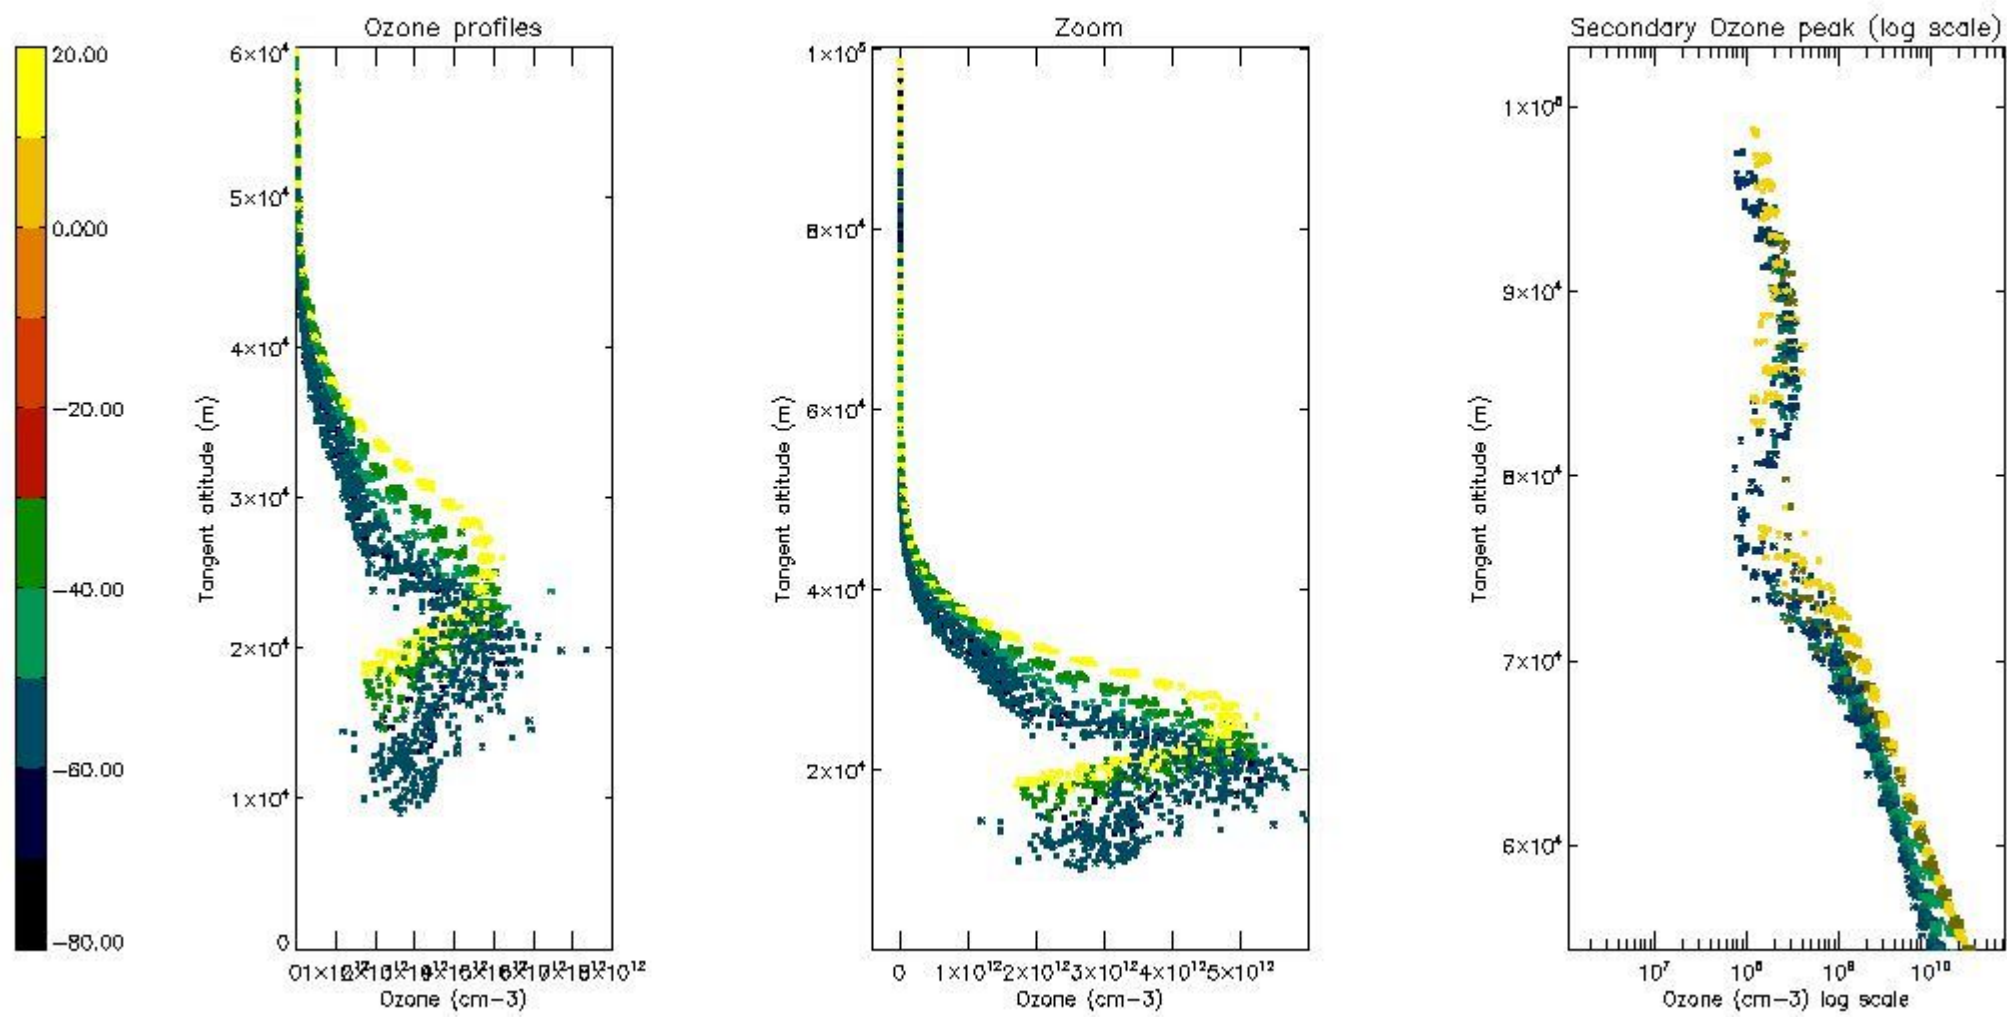 Ozone profiles
Zoom
Secondary Ozone peak (log scale)
20.00
0.000
−20.00
−40.00
−60.00
−80.00
6×10⁴
5×10⁴
4×10⁴
3×10⁴
2×10⁴
1×10⁴
0
Tangent altitude (m)
Ozone (cm−3)
1×10⁵
8×10⁴
6×10⁴
4×10⁴
2×10⁴
Tangent altitude (m)
0 1×10¹² 2×10¹² 3×10¹² 4×10¹² 5×10¹²
Ozone (cm−3)
9×10⁴
8×10⁴
7×10⁴
6×10⁴
Tangent altitude (m)
10⁷ 10⁸ 10⁹ 10¹⁰
Ozone (cm−3) log scale